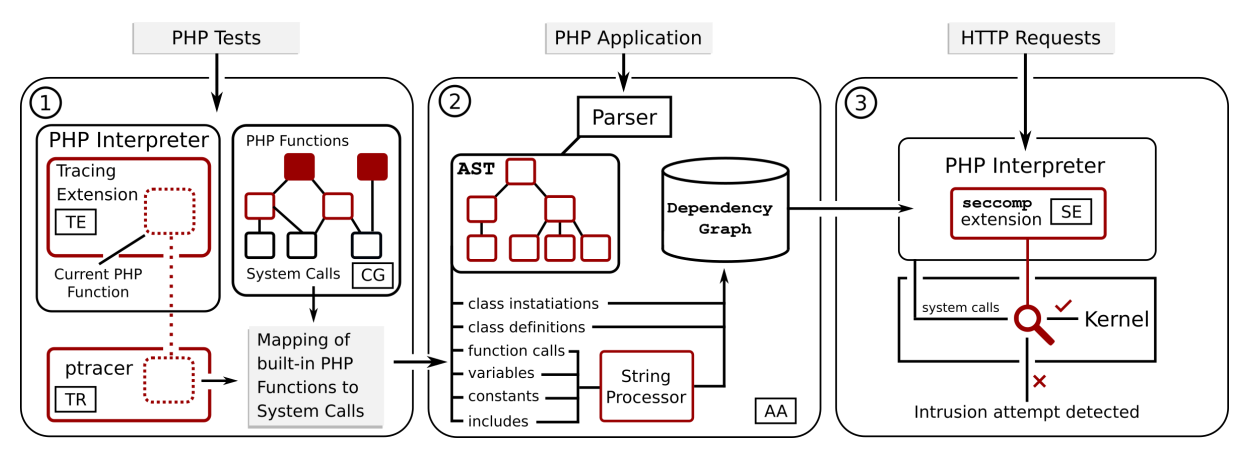 PHP Tests
PHP Application
HTTP Requests
1
PHP Interpreter
Tracing
Extension
TE
Current PHP
Function
ptracer
TR
PHP Functions
System Calls
CG
Mapping of
built-in PHP
Functions to
System Calls
2
Parser
AST
Dependency
Graph
class instatiations
class definitions
function calls
variables
constants
includes
String
Processor
AA
3
PHP Interpreter
seccomp
extension
SE
system calls
Kernel
Intrusion attempt detected